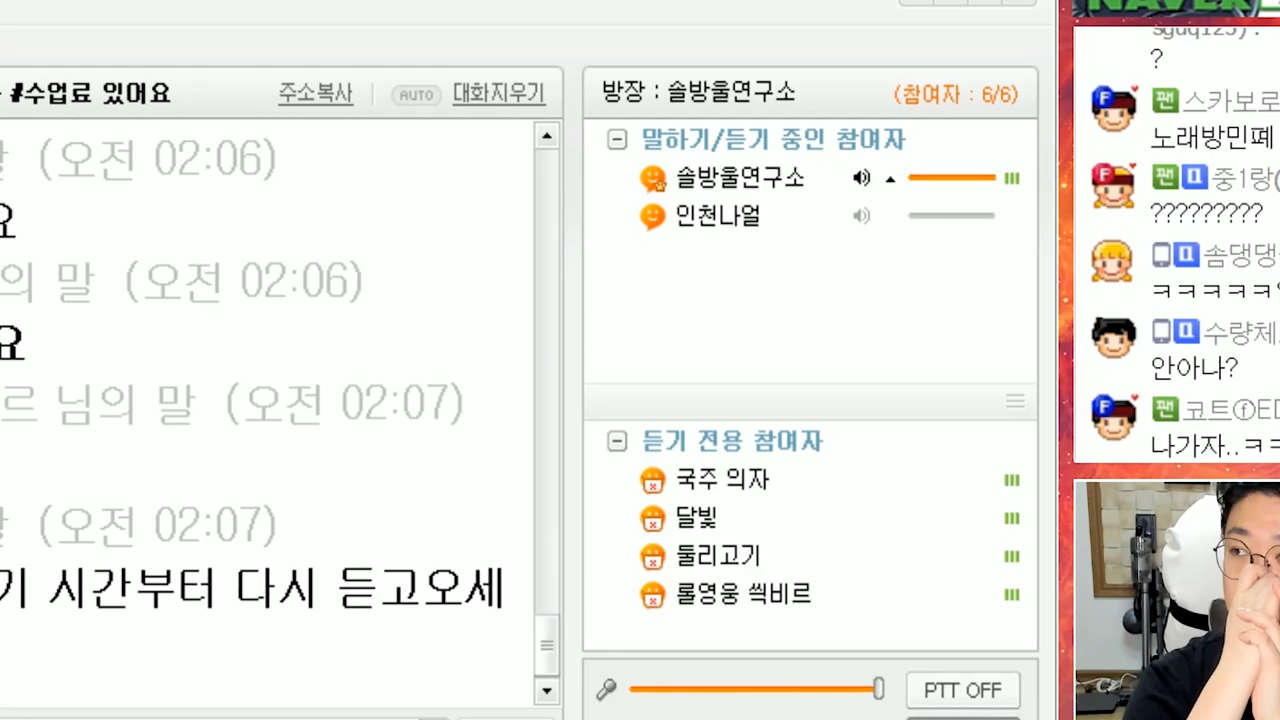 #수업료 있어요
주소복사
AUTO
대화지우기
(오전 02:06)
요
의 말 (오전 02:06)
요
르 님의 말 (오전 02:07)
(오전 02:07)
기 시간부터 다시 듣고오세
방장 : 솔방울연구소
(참여자 : 6/6)
말하기/듣기 중인 참여자
솔방울연구소
인천나얼
듣기 전용 참여자
국주 의자
달빛
둘리고기
롤영웅 씍바르
PTT OFF
NAVER
?
팬 스카보로
노래방민폐
팬 중1랑(
?????????
솜댕댕
ㅋㅋㅋㅋㅋ
수량체
안아나?
팬 코트ⓕED
나가자..ㅋㅋ